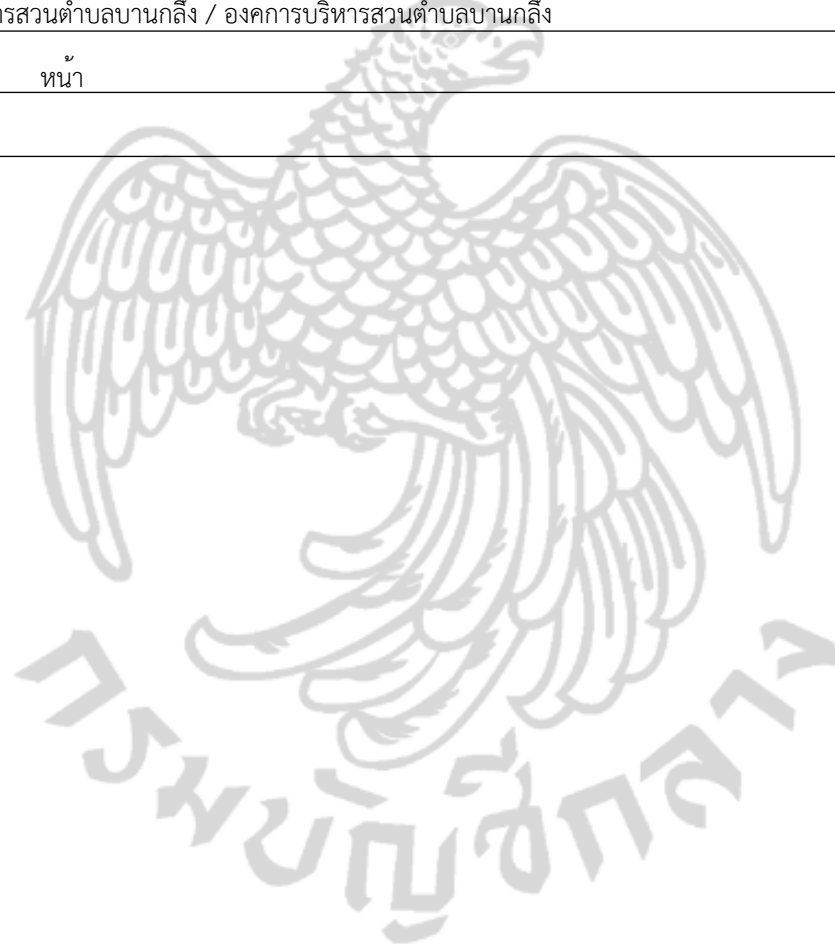 ารสวนตำบลบานกลึง / องคการบริหารสวนตำบลบานกลึง
หน้า
กรมบัญชีกลาง